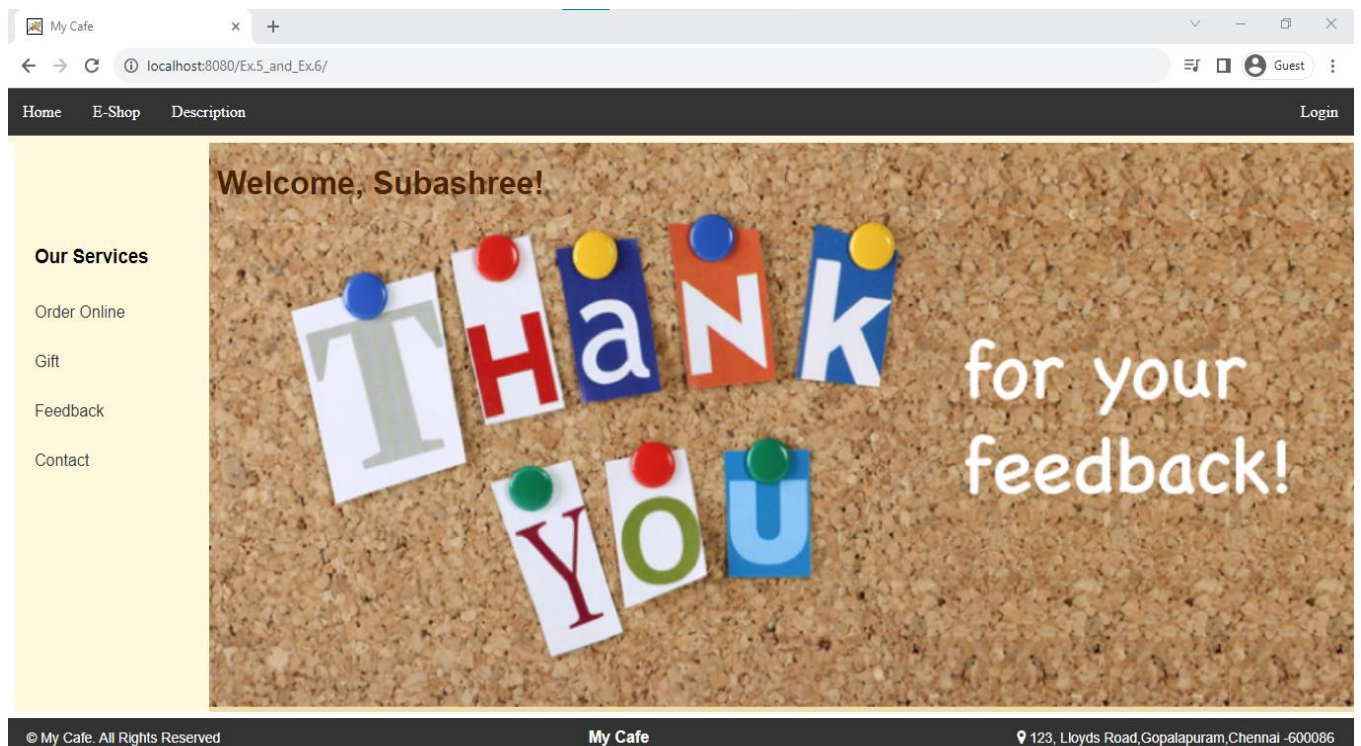 My Cafe
localhost:8080/Ex.5_and_Ex.6/
Guest
Home E-Shop Description Login
Welcome, Subashree!
Our Services
Order Online
Gift
Feedback
Contact
THaNk
YOU
for your
feedback!
© My Cafe. All Rights Reserved
My Cafe
123, Lloyds Road,Gopalapuram,Chennai -600086